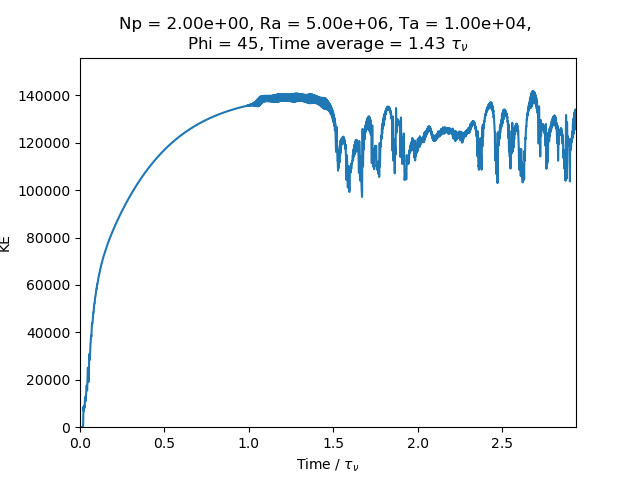 Np = 2.00e+00, Ra = 5.00e+06, Ta = 1.00e+04,
Phi = 45, Time average = 1.43 τν
140000
120000
100000
80000
60000
40000
20000
0
KE
0.0 0.5 1.0 1.5 2.0 2.5
Time / τν